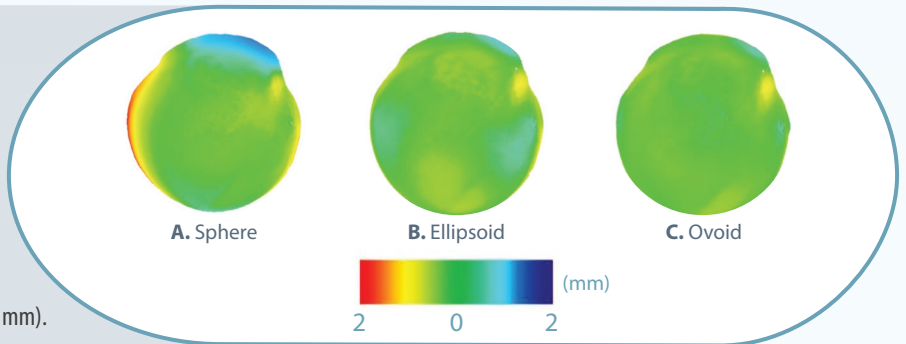 A. Sphere
B. Ellipsoid
C. Ovoid
(mm)
2 0 2
mm).